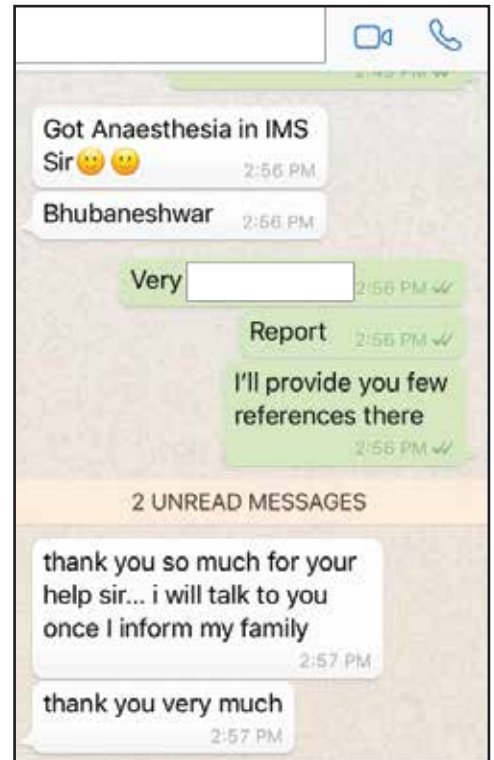 2:45 PM
Got Anaesthesia in IMS
Sir🙂 🙂
2:56 PM
Bhubaneshwar 2:56 PM
Very 2:56 PM
Report 2:56 PM
I'll provide you few
references there
2:56 PM
2 UNREAD MESSAGES
thank you so much for your
help sir... i will talk to you
once I inform my family
2:57 PM
thank you very much
2:57 PM